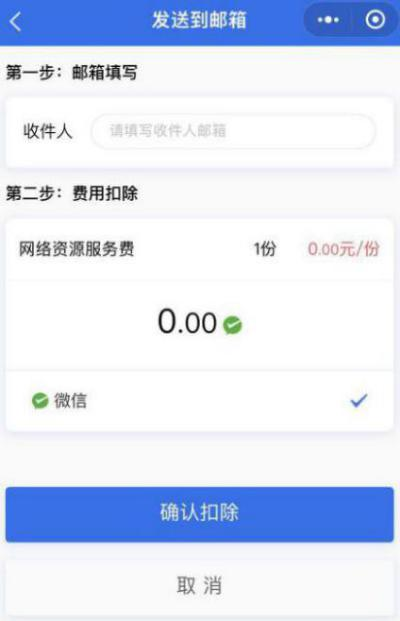 发送到邮箱
第一步：邮箱填写
收件人 请填写收件人邮箱
第二步：费用扣除
网络资源服务费 1份 0.00元/份
0.00
微信
确认扣除
取 消